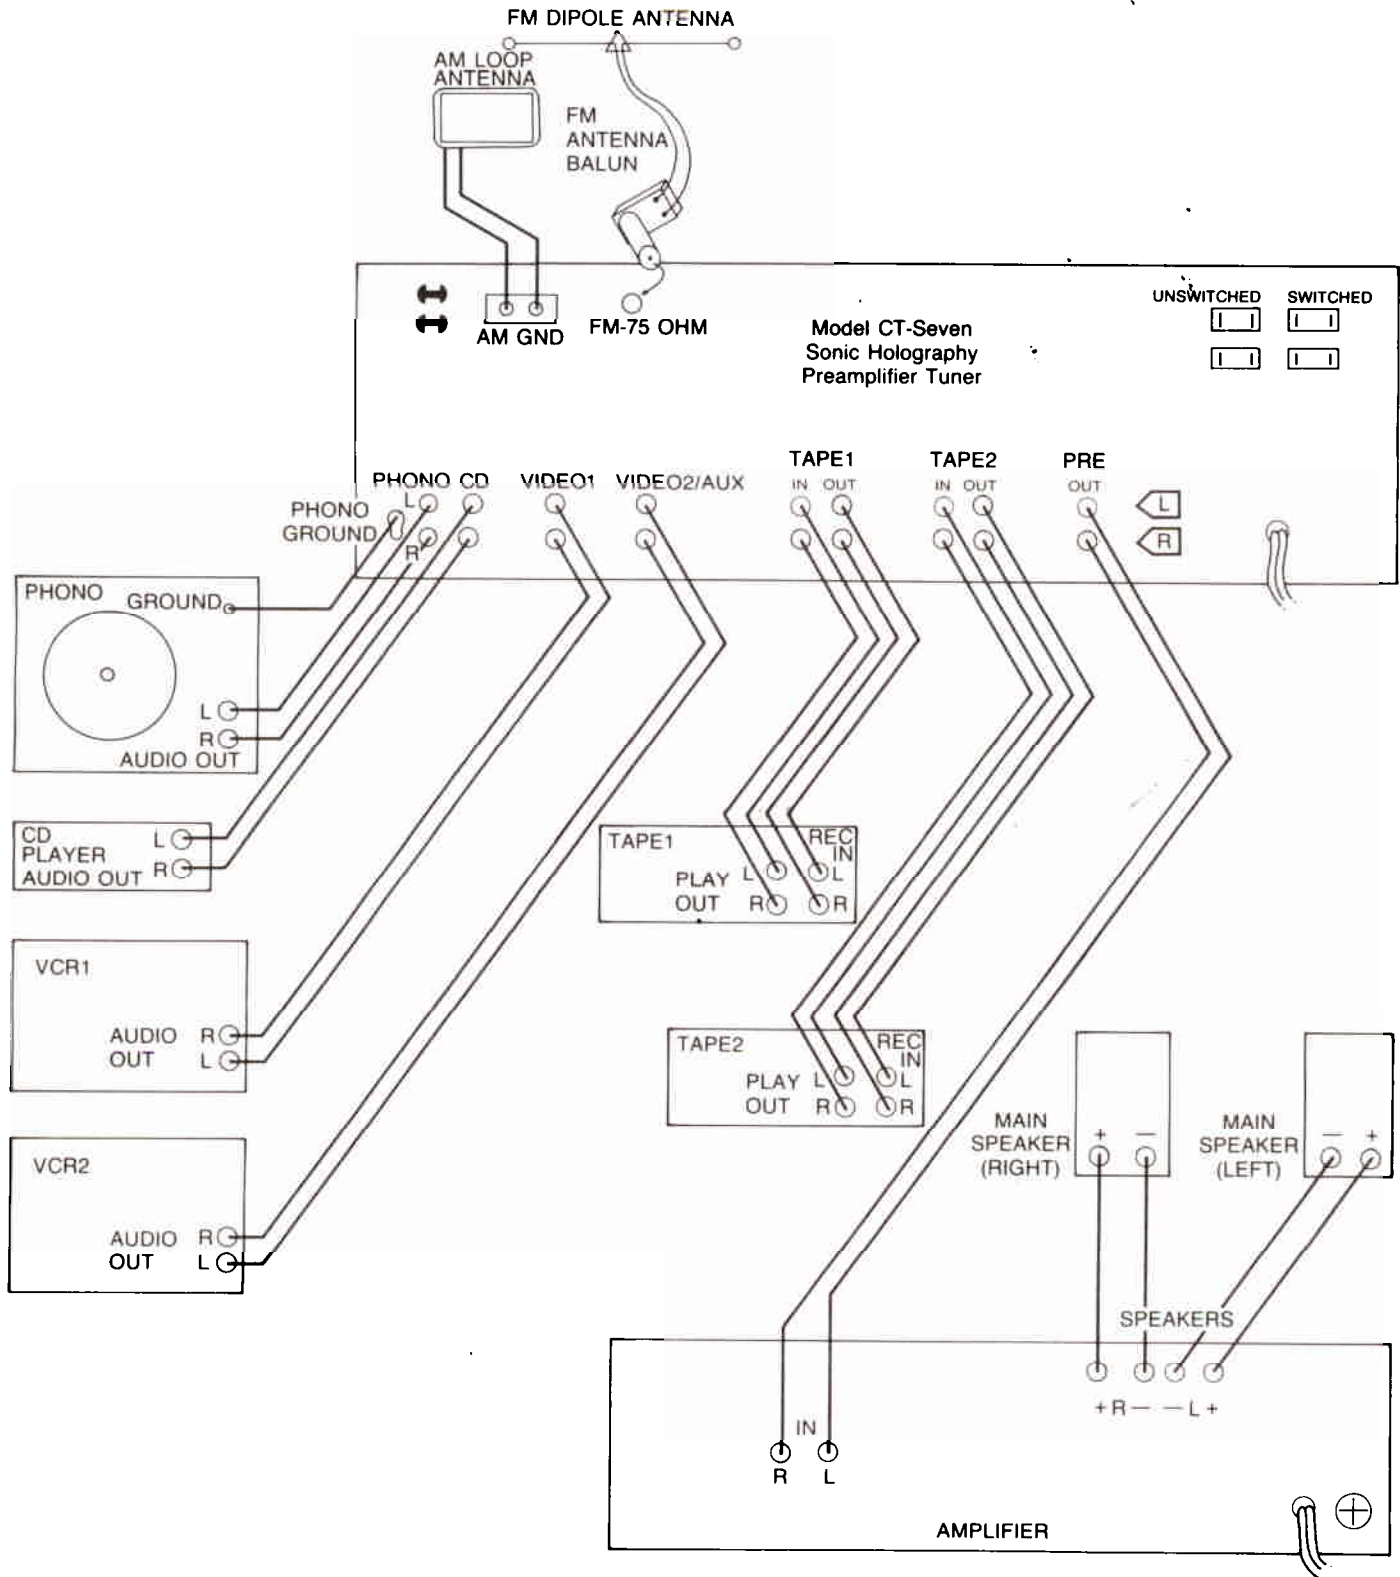 FM DIPOLE ANTENNA
AM LOOP
ANTENNA
FM
ANTENNA
BALUN
AM GND
FM-75 OHM
Model CT-Seven
Sonic Holography
Preamplifier Tuner
UNSWITCHED SWITCHED
PHONO CD VIDEO1 VIDEO2/AUX
TAPE1
IN OUT
TAPE2
IN OUT
PRE
OUT
L
R
PHONO
GROUND
L
R
PHONO
GROUND
L
R
AUDIO OUT
CD
PLAYER
AUDIO OUT
L
R
VCR1
AUDIO
OUT
R
L
VCR2
AUDIO
OUT
R
L
TAPE1
REC
IN
PLAY
OUT
L
R
L
R
TAPE2
REC
IN
PLAY
OUT
L
R
L
R
MAIN
SPEAKER
(RIGHT)
+ —
MAIN
SPEAKER
(LEFT)
— +
SPEAKERS
+ R — — L +
IN
R L
AMPLIFIER